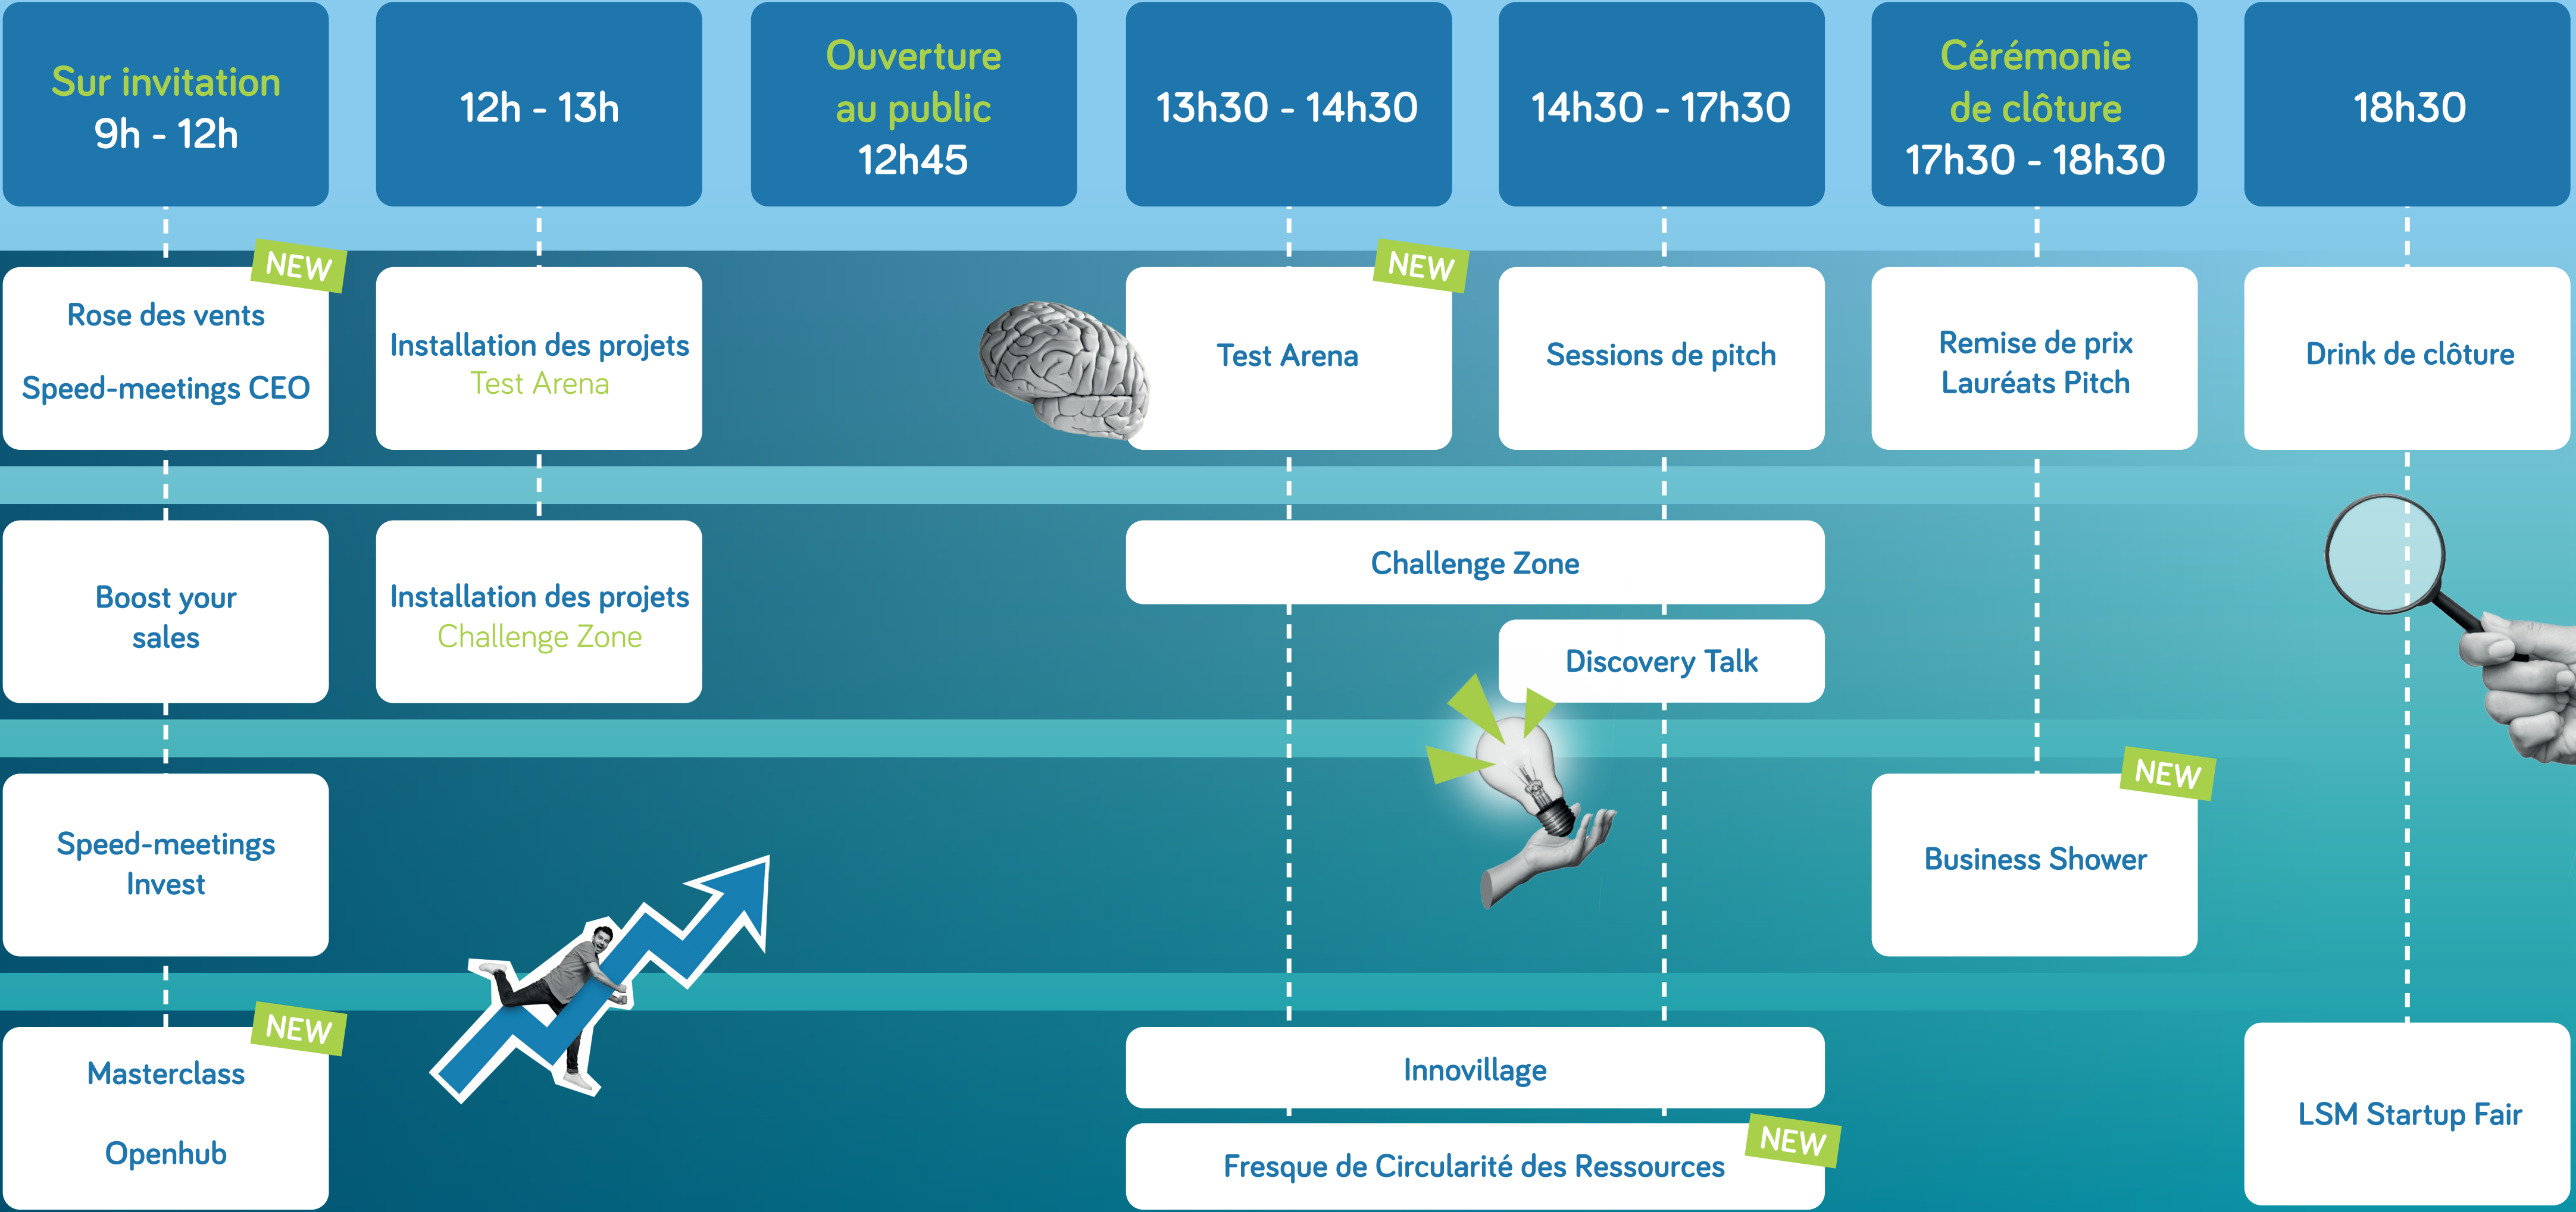 Sur invitation
9h - 12h
12h - 13h
Ouverture
au public
12h45
13h30 - 14h30
14h30 - 17h30
Cérémonie
de clôture
17h30 - 18h30
18h30
NEW
Rose des vents
Speed-meetings CEO
Installation des projets
Test Arena
NEW
Test Arena
Sessions de pitch
Remise de prix
Lauréats Pitch
Drink de clôture
Boost your
sales
Installation des projets
Challenge Zone
Challenge Zone
Discovery Talk
Speed-meetings
Invest
NEW
Business Shower
NEW
Masterclass
Openhub
Innovillage
NEW
Fresque de Circularité des Ressources
LSM Startup Fair